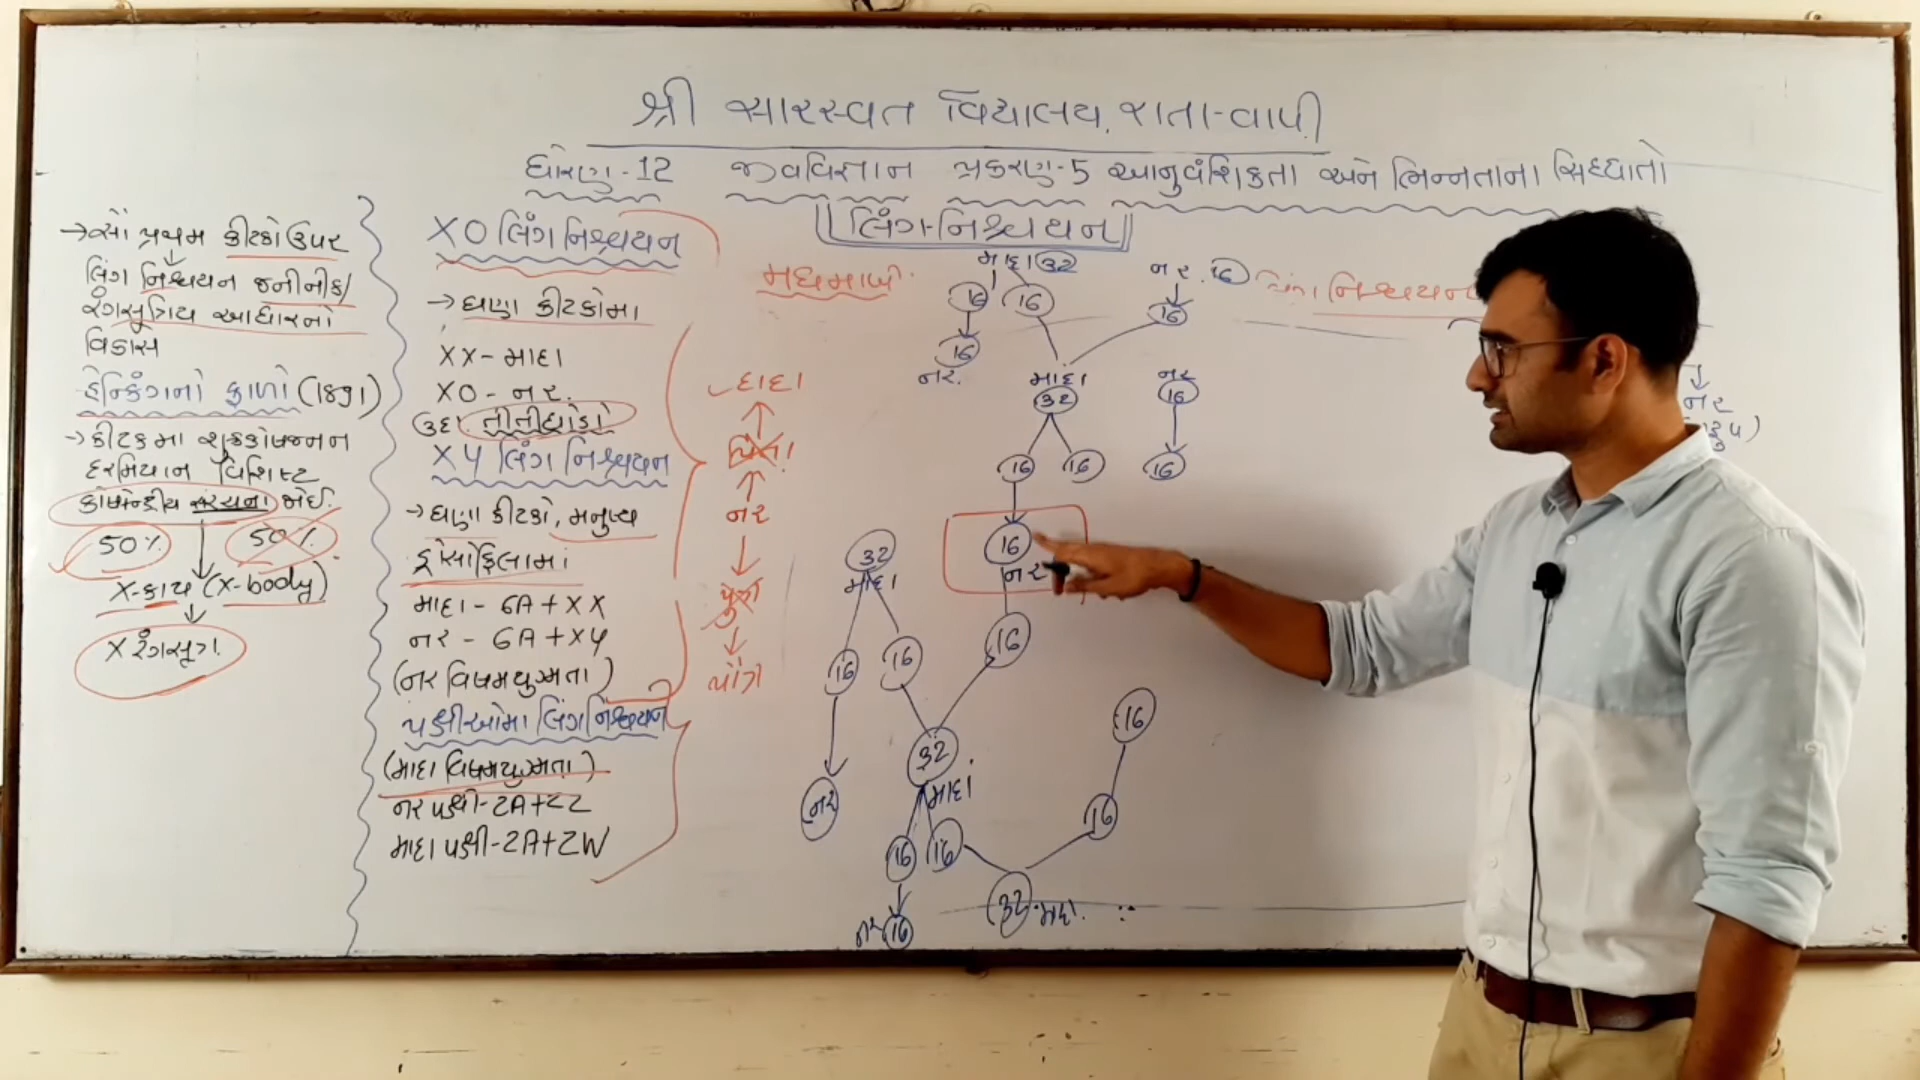 શ્રી સારસ્વત વિદ્યાલય, રાતા-વાપી
ધોરણ-12 જીવવિજ્ઞાન પ્રકરણ-5 આનુવંશિકતા અને ભિન્નતાના સિધ્ધાતો
લિંગ-નિશ્ચયન
→ સૌ પ્રથમ કીટકો ઉપર
લિંગ નિશ્ચયન જનીનીક/
રંગસૂત્રિય આધારનો
વિકાસ
હેન્કિંગનો ફાળો (1891)
→ કીટકમા શુક્રકોષજનન
દરમિયાન વિશિષ્ટ
કોષકેન્દ્રીય સંરચના જોઈ.
50% 50%
X-કાય (X-body)
X રંગસૂત્ર.
XO લિંગ નિશ્ચયન
→ ઘણા કીટકોમા
XX - માદા
XO - નર.
ઉદા. તીતીઘોડો
XY લિંગ નિશ્ચયન
→ ઘણા કીટકો, મનુષ્ય
ડ્રોસોફિલામાં
માદા - 6A + XX
નર - 6A + XY
(નર વિષમયુગ્મતા)
પક્ષીઓમા લિંગ નિશ્ચયન
(માદા વિષમયુગ્મતા)
નર પક્ષી - 2A + ZZ
માદા પક્ષી - 2A + ZW
દાદા
પિતા
નર
પુત્રો
પૌત્ર
મધમાખી
માદા 32 નર 16
16 16 16
16
નર.
માદા નર
32 16
16 16 16
16
નર
32
માદા
16 16 16
નર
32
માદા
16
16
16 16
32 માદા.
નર 16
લિંગ નિશ્ચયન
નર